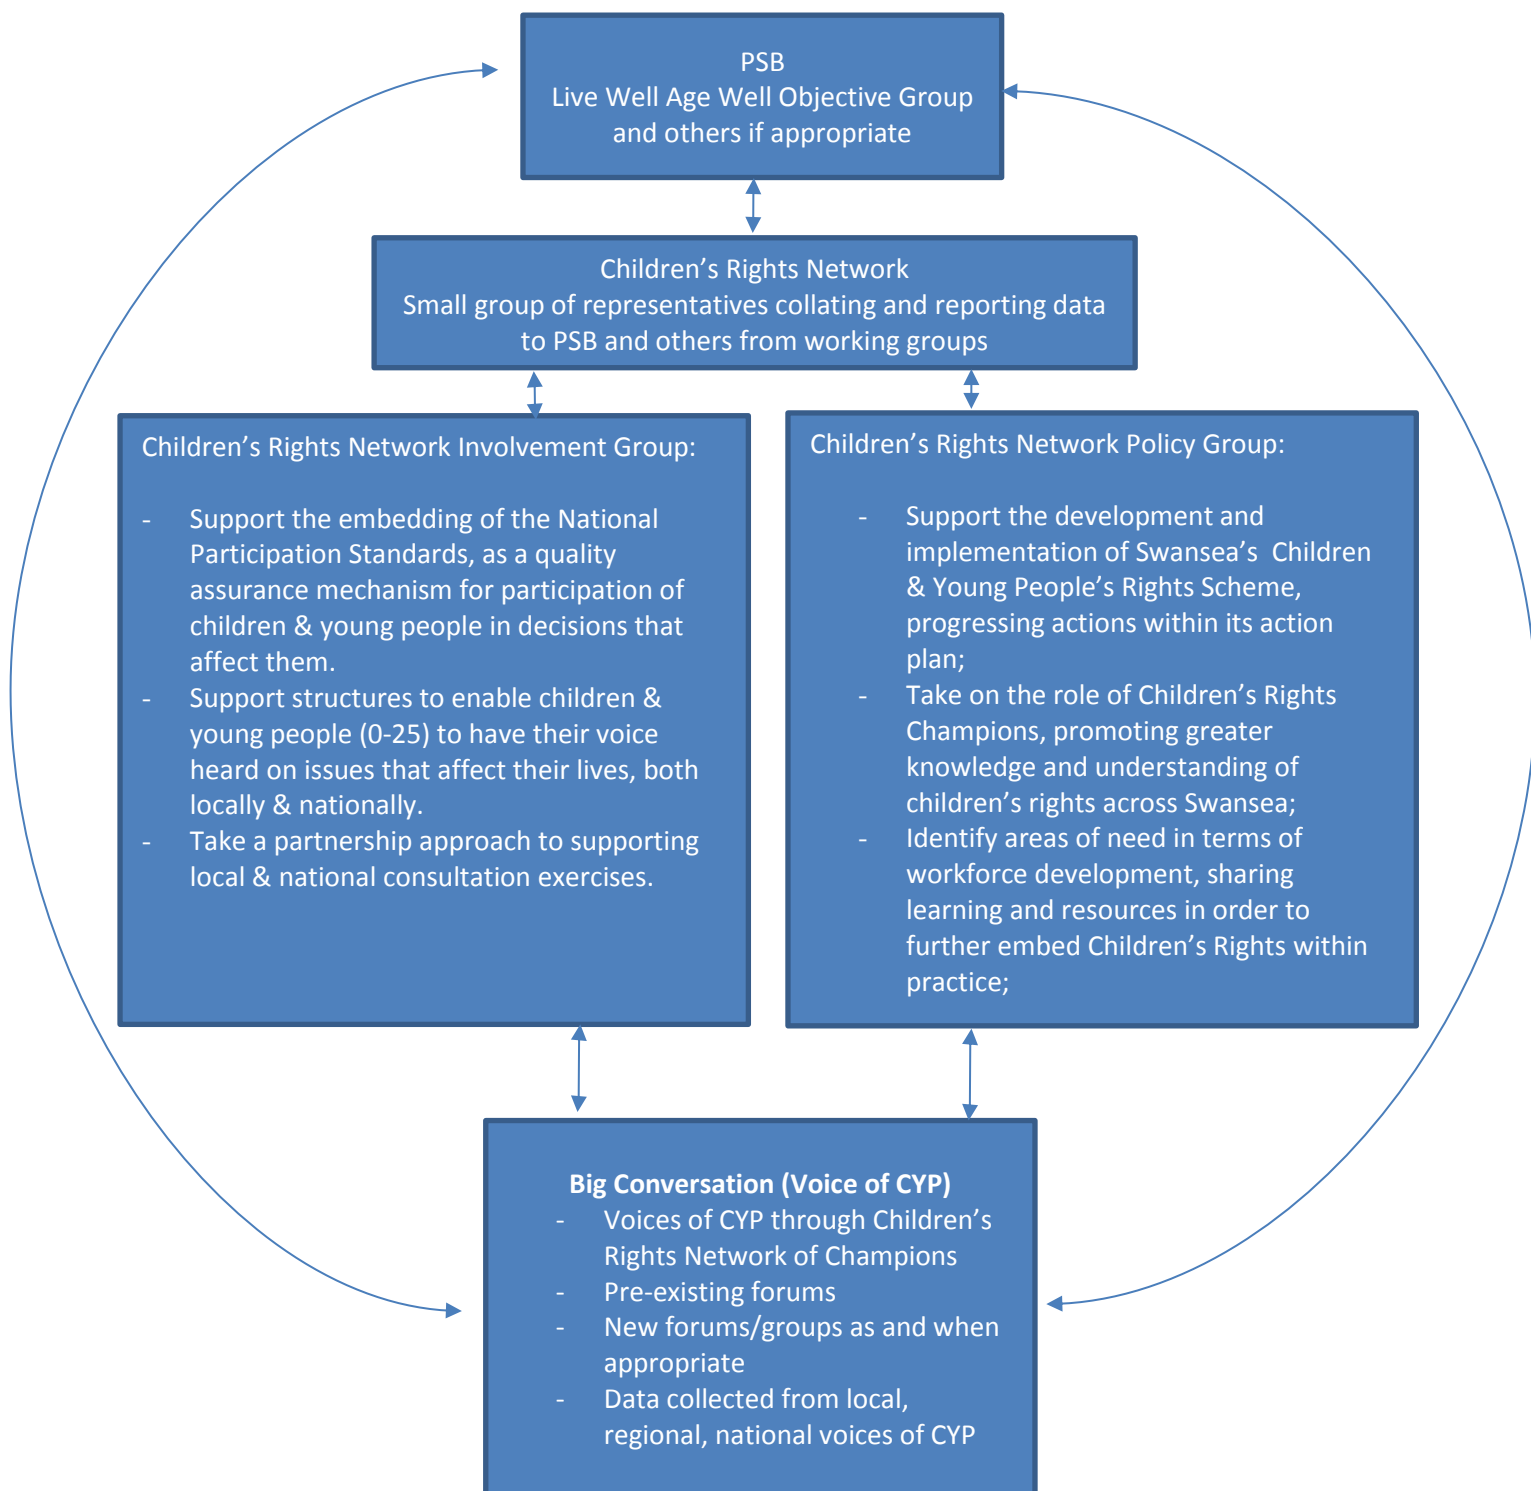 PSB
Live Well Age Well Objective Group
and others if appropriate
Children’s Rights Network
Small group of representatives collating and reporting data
to PSB and others from working groups
Children’s Rights Network Involvement Group:
- Support the embedding of the National
Participation Standards, as a quality
assurance mechanism for participation of
children & young people in decisions that
affect them.
- Support structures to enable children &
young people (0-25) to have their voice
heard on issues that affect their lives, both
locally & nationally.
- Take a partnership approach to supporting
local & national consultation exercises.
Children’s Rights Network Policy Group:
- Support the development and
implementation of Swansea’s  Children
& Young People’s Rights Scheme,
progressing actions within its action
plan;
- Take on the role of Children’s Rights
Champions, promoting greater
knowledge and understanding of
children’s rights across Swansea;
- Identify areas of need in terms of
workforce development, sharing
learning and resources in order to
further embed Children’s Rights within
practice;
Big Conversation (Voice of CYP)
- Voices of CYP through Children’s
Rights Network of Champions
- Pre-existing forums
- New forums/groups as and when
appropriate
- Data collected from local,
regional, national voices of CYP